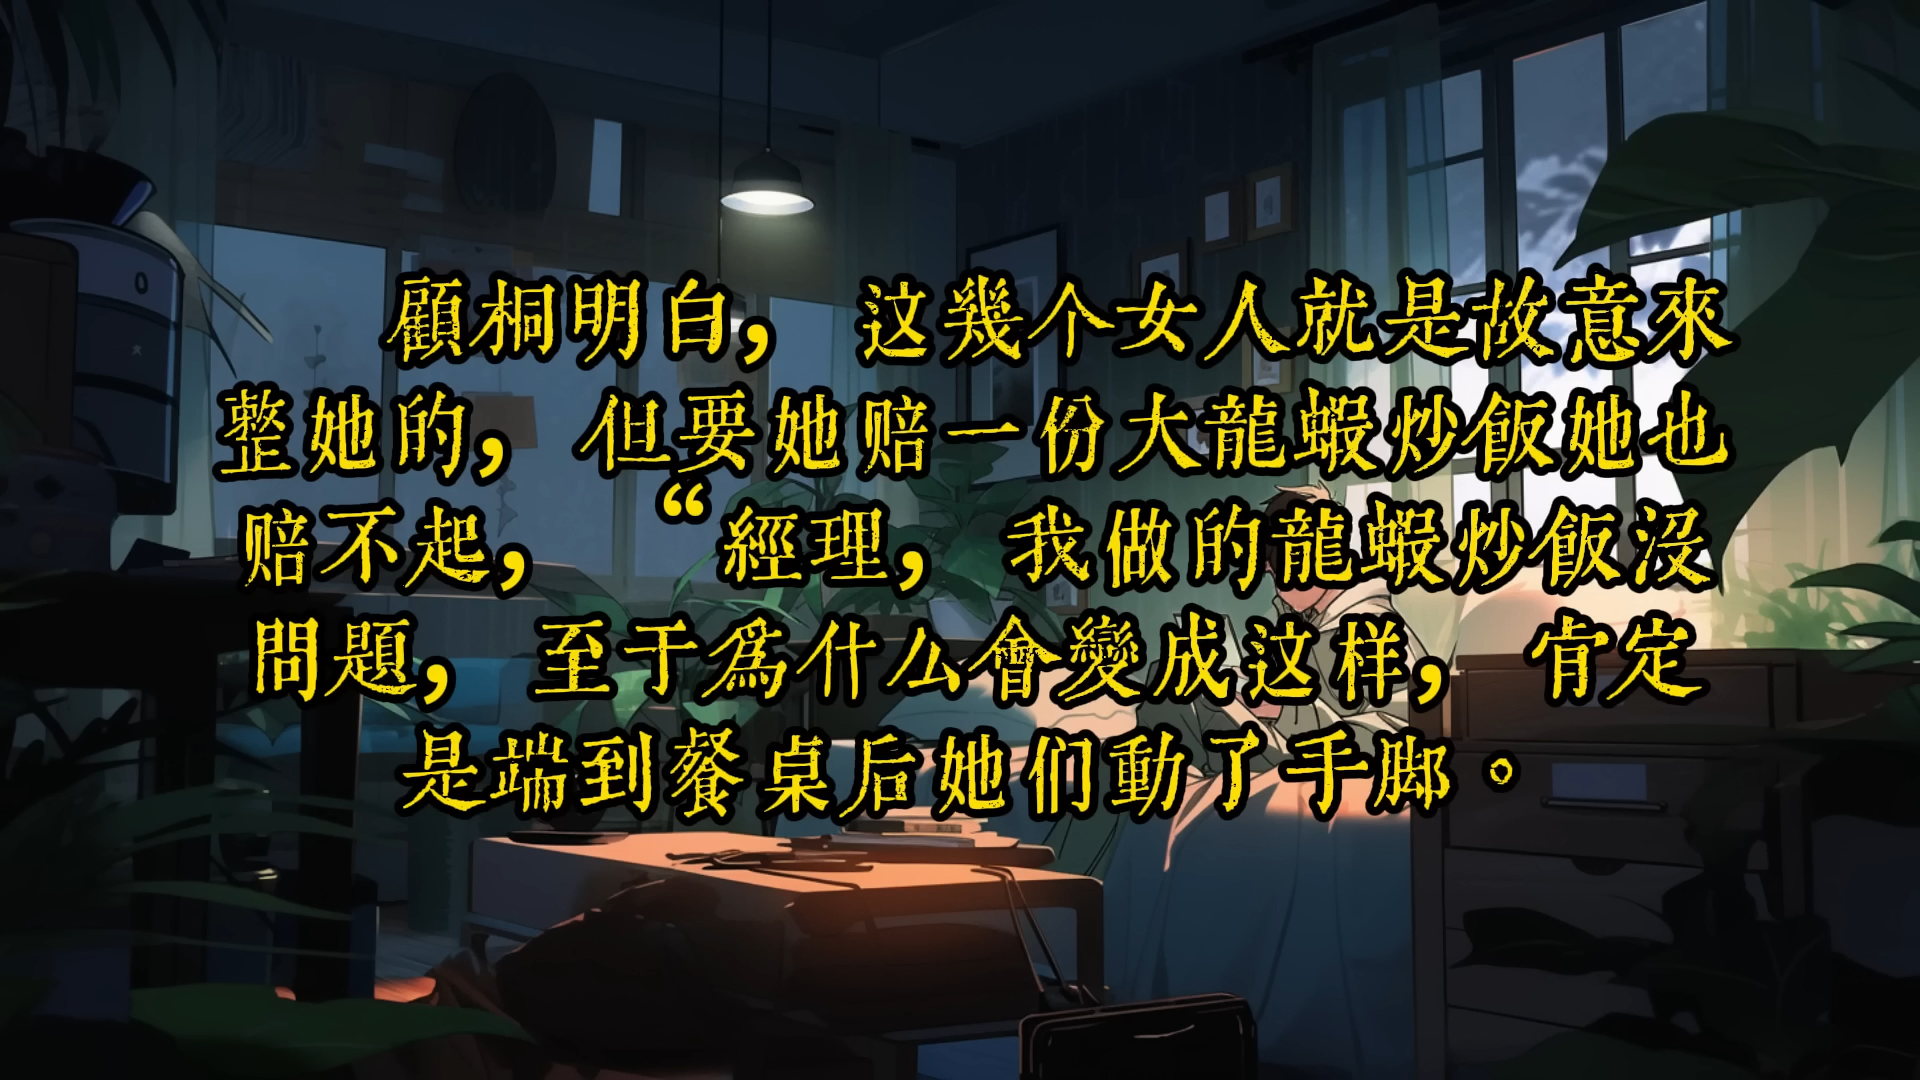 顧桐明白，这幾个女人就是故意來
整她的，但要她赔一份大龍蝦炒飯她也
赔不起，“經理，我做的龍蝦炒飯沒
問題，至于爲什么會變成这样，肯定
是端到餐桌后她们動了手脚。